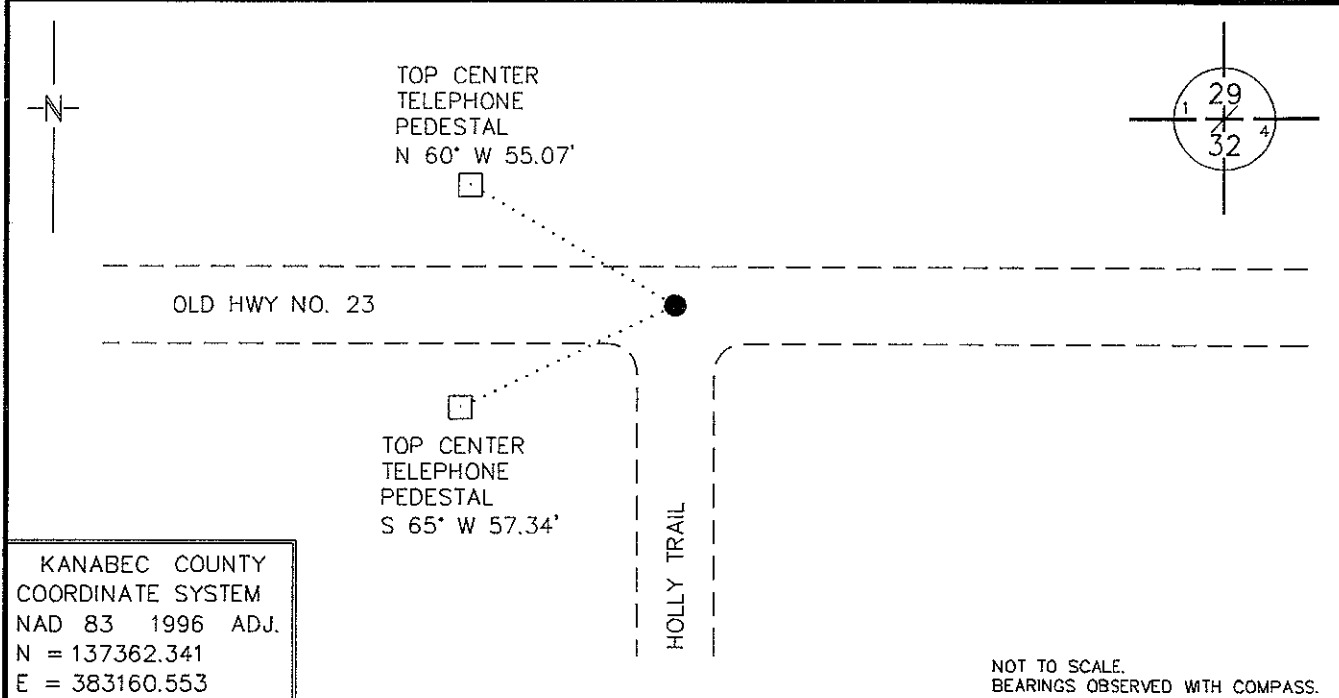 -N-
TOP CENTER
TELEPHONE
PEDESTAL
N 60° W 55.07'
1 29 4
32
OLD HWY NO. 23
TOP CENTER
TELEPHONE
PEDESTAL
S 65° W 57.34'
HOLLY TRAIL
KANABEC COUNTY
COORDINATE SYSTEM
NAD 83 1996 ADJ.
N = 137362.341
E = 383160.553
NOT TO SCALE.
BEARINGS OBSERVED WITH COMPASS.